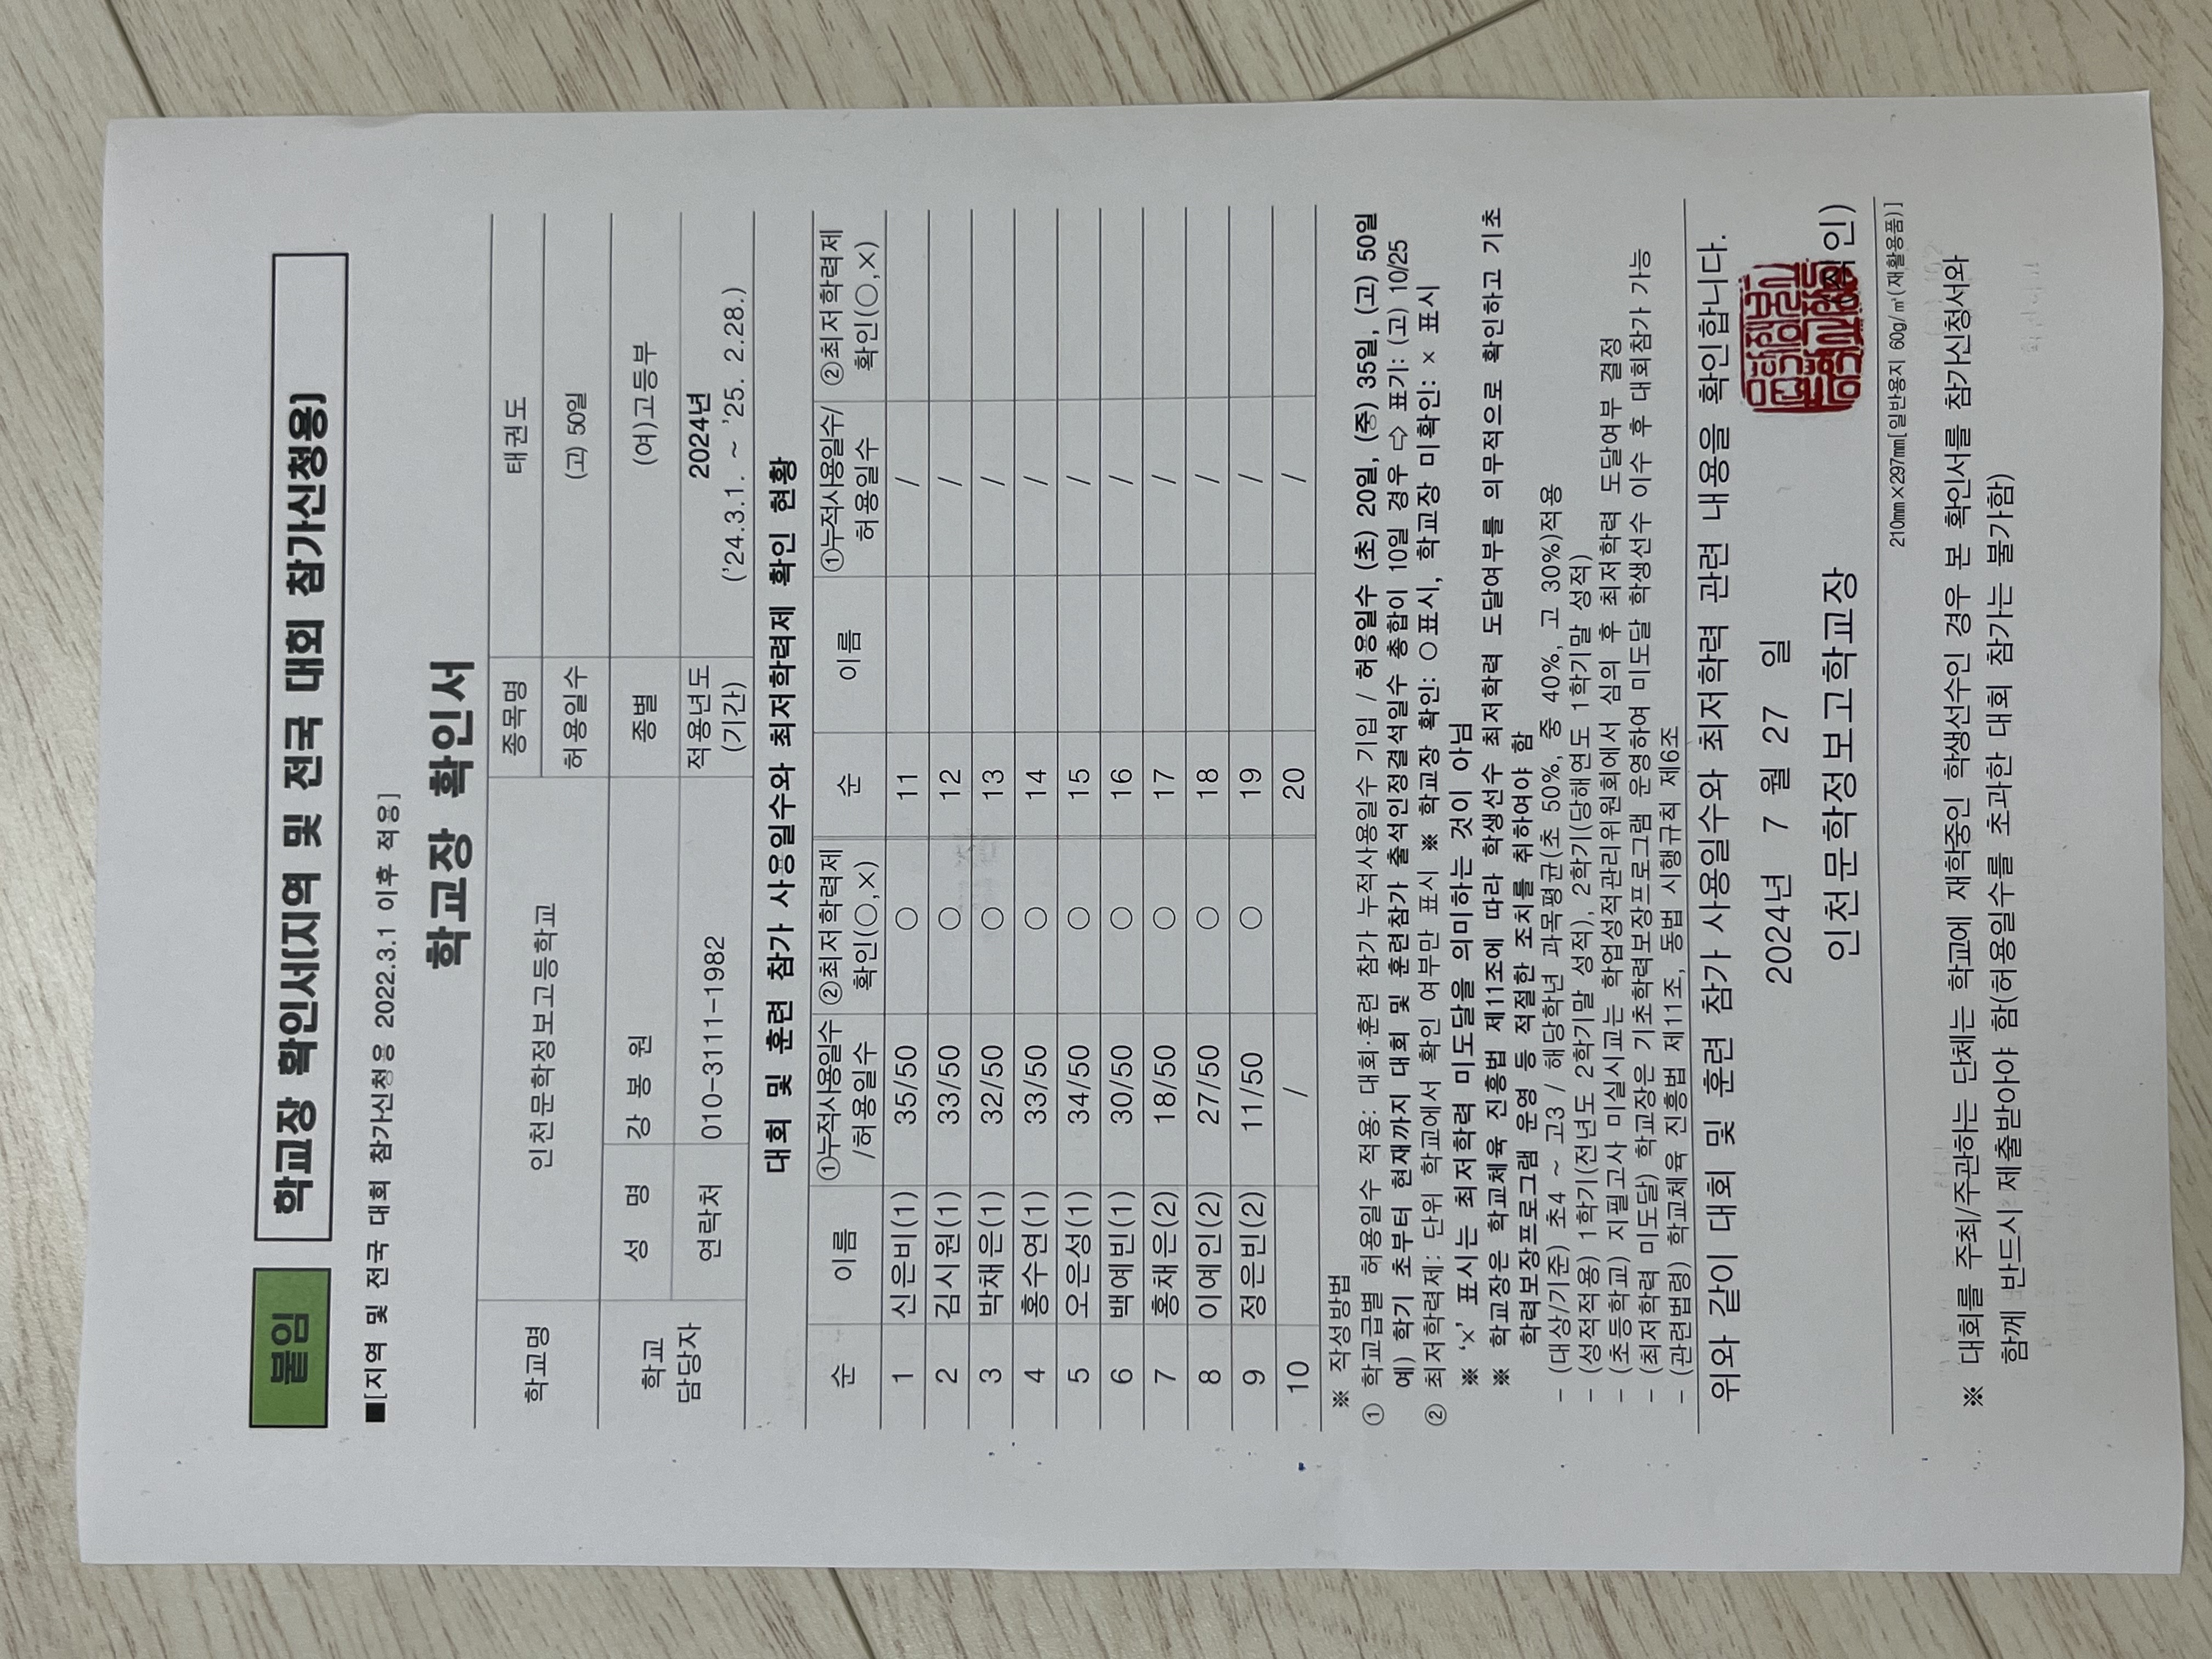 붙임
학교장 확인서(지역 및 전국 대회 참가신청용)
■[지역 및 전국 대회 참가신청용 2022.3.1 이후 적용]
학교장 확인서
학교명 인천문학정보고등학교 종목명 태권도
허용일수 (고) 50일
학교 담당자 성 명 강 봉 원 종별 (여)고등부
연락처 010-3111-1982 적용년도 (기간) 2024년 ('24.3.1. ~ '25. 2.28.)
대회 및 훈련 참가 사용일수와 최저학력제 확인 현황
순 이름 ①누적사용일수/허용일수 ②최저학력제 확인(○,×) 순 이름 ①누적사용일수/허용일수 ②최저학력제 확인(○,×)
1 신은비(1) 35/50 ○ 11 /
2 김시원(1) 33/50 ○ 12 /
3 박채은(1) 32/50 ○ 13 /
4 홍수연(1) 33/50 ○ 14 /
5 오은성(1) 34/50 ○ 15 /
6 백예빈(1) 30/50 ○ 16 /
7 홍채은(2) 18/50 ○ 17 /
8 이예인(2) 27/50 ○ 18 /
9 정은빈(2) 11/50 ○ 19 /
10 / 20 /
※ 작성방법
① 학교급별 허용일수 적용: 대회·훈련 참가 누적사용일수 기입 / 허용일수 (초) 20일, (중) 35일, (고) 50일
예) 학기 초부터 현재까지 대회 및 훈련참가 출석인정결석일수 총합이 10일 경우 ⇨ 표기: (고) 10/25
② 최저학력제: 단위 학교에서 확인 여부만 표시 ※ 학교장 확인: ○표시, 학교장 미확인: × 표시
※ '×' 표시는 최저학력 미도달을 의미하는 것이 아님
※ 학교장은 학교체육 진흥법 제11조에 따라 학생선수 최저학력 도달여부를 의무적으로 확인하고 기초
학력보장프로그램 운영 등 적절한 조치를 취하여야 함
- (대상/기준) 초4 ~ 고3 / 해당학년 과목평균(초 50%, 중 40%, 고 30%)적용
- (성적적용) 1학기(전년도 2학기말 성적), 2학기(당해연도 1학기말 성적)
- (초등학교) 지필고사 미실시교는 학업성적관리위원회에서 심의 후 최저학력 도달여부 결정
- (최저학력 미도달) 학교장은 기초학력보장프로그램 운영하여 미도달 학생선수 이수 후 대회참가 가능
- (관련법령) 학교체육 진흥법 제11조, 동법 시행규칙 제6조
위와 같이 대회 및 훈련 참가 사용일수와 최저학력 관련 내용을 확인합니다.
2024년 7 월 27 일
인천문학정보고학교장 (직인)
210㎜×297㎜[일반용지 60g/㎡(재활용품)]
※ 대회를 주최/주관하는 단체는 학교에 재학중인 학생선수인 경우 본 확인서를 참가신청서와
함께 반드시 제출받아야 함(허용일수를 초과한 대회 참가는 불가함)